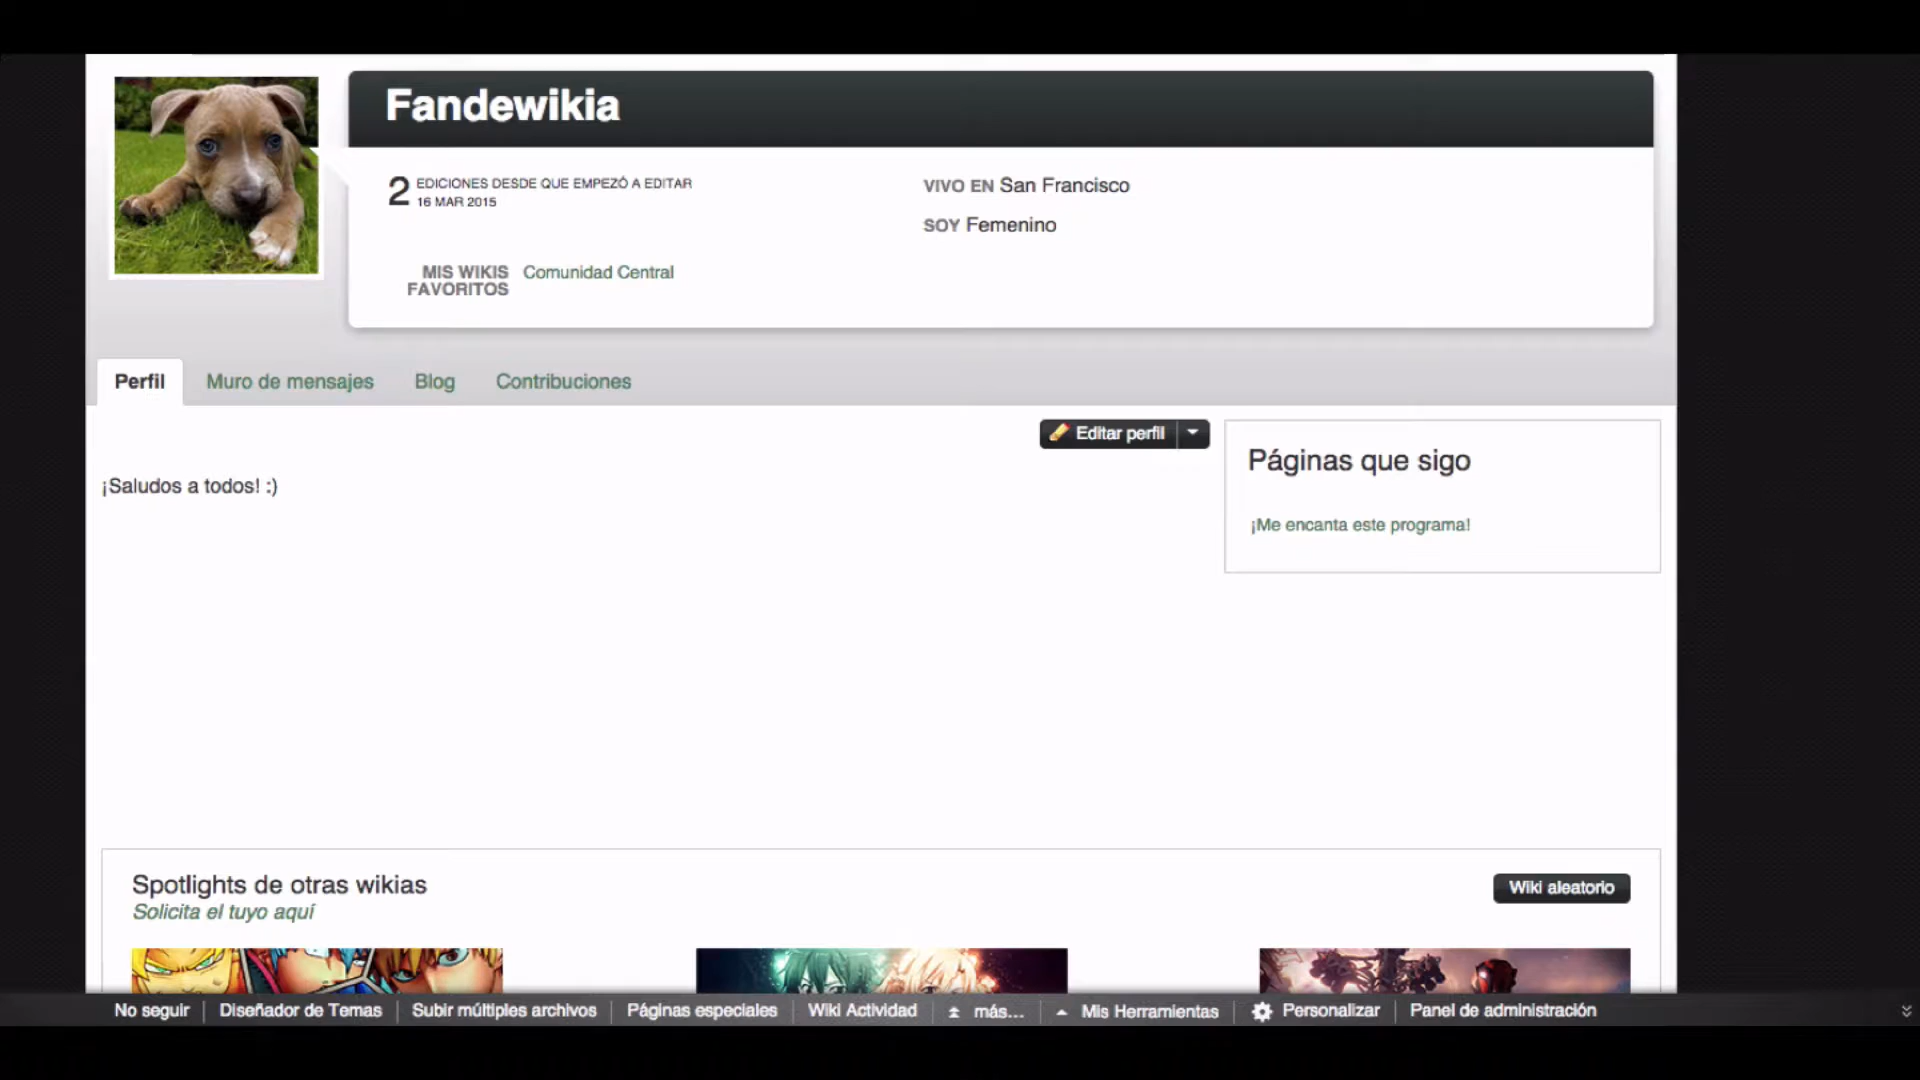 Fandewikia
2 EDICIONES DESDE QUE EMPEZÓ A EDITAR
16 MAR 2015
VIVO EN San Francisco
SOY Femenino
MIS WIKIS
FAVORITOS
Comunidad Central
Perfil
Muro de mensajes
Blog
Contribuciones
Editar perfil
¡Saludos a todos! :)
Páginas que sigo
¡Me encanta este programa!
Spotlights de otras wikias
Solicita el tuyo aquí
Wiki aleatorio
No seguir
Diseñador de Temas
Subir múltiples archivos
Páginas especiales
Wiki Actividad
más...
Mis Herramientas
Personalizar
Panel de administración